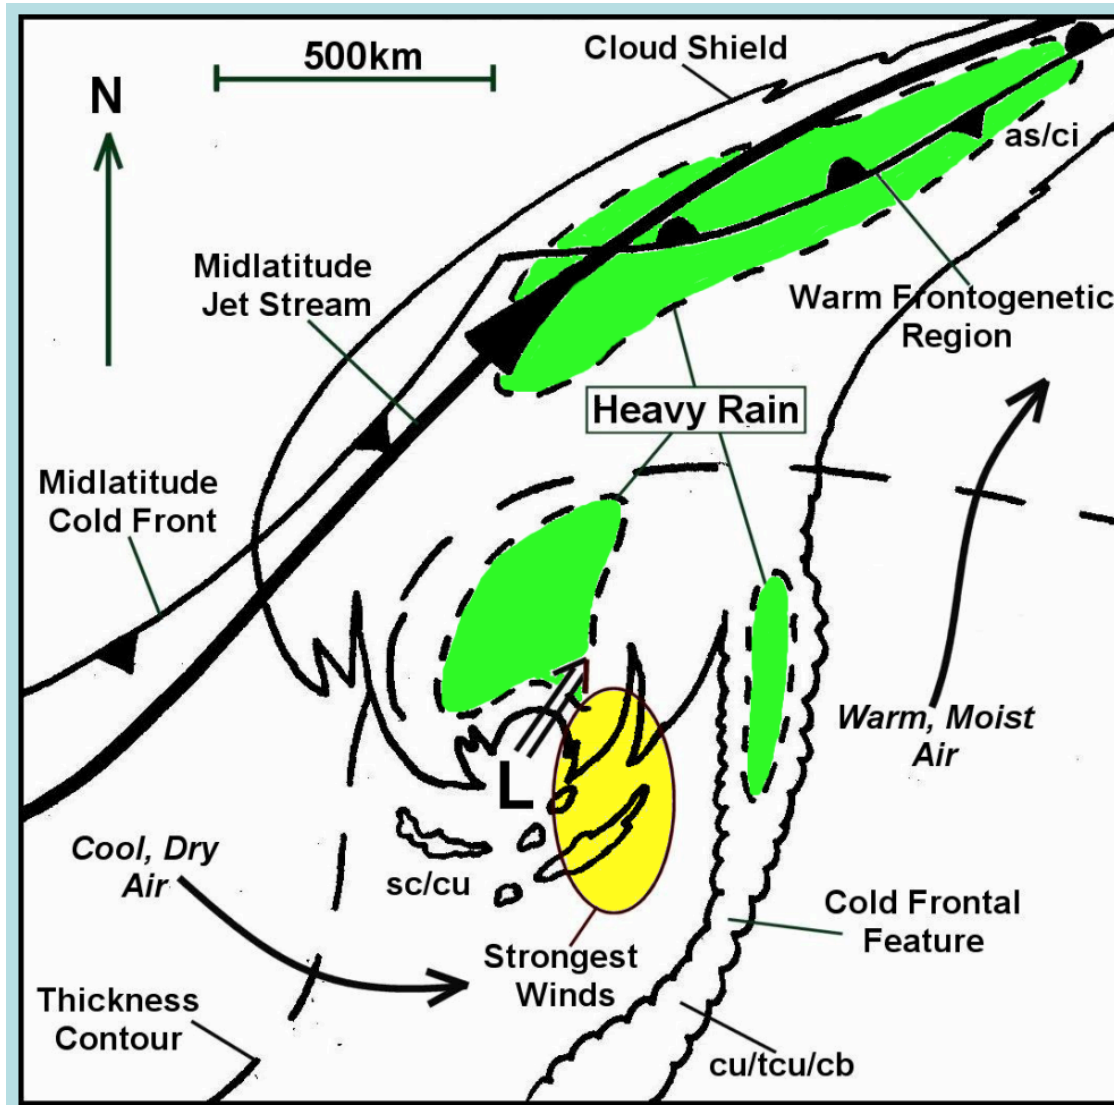 500km
Cloud Shield
N
as/ci
Midlatitude
Jet Stream
Warm Frontogenetic
Region
Heavy Rain
Midlatitude
Cold Front
Warm, Moist
Air
L
Cool, Dry
Air
sc/cu
Cold Frontal
Feature
Strongest
Winds
Thickness
Contour
cu/tcu/cb